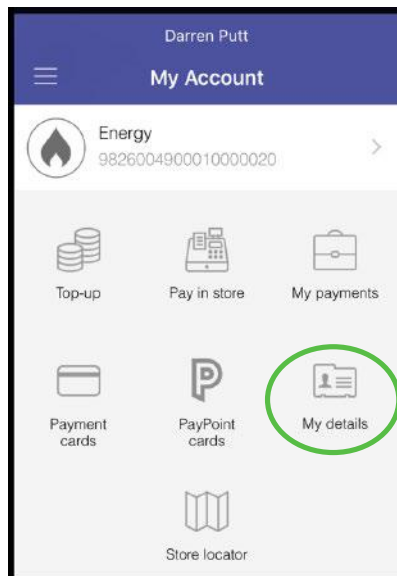 Darren Putt
My Account
Energy
9826004900010000020
Top-up
Pay in store
My payments
Payment
cards
PayPoint
cards
My details
Store locator